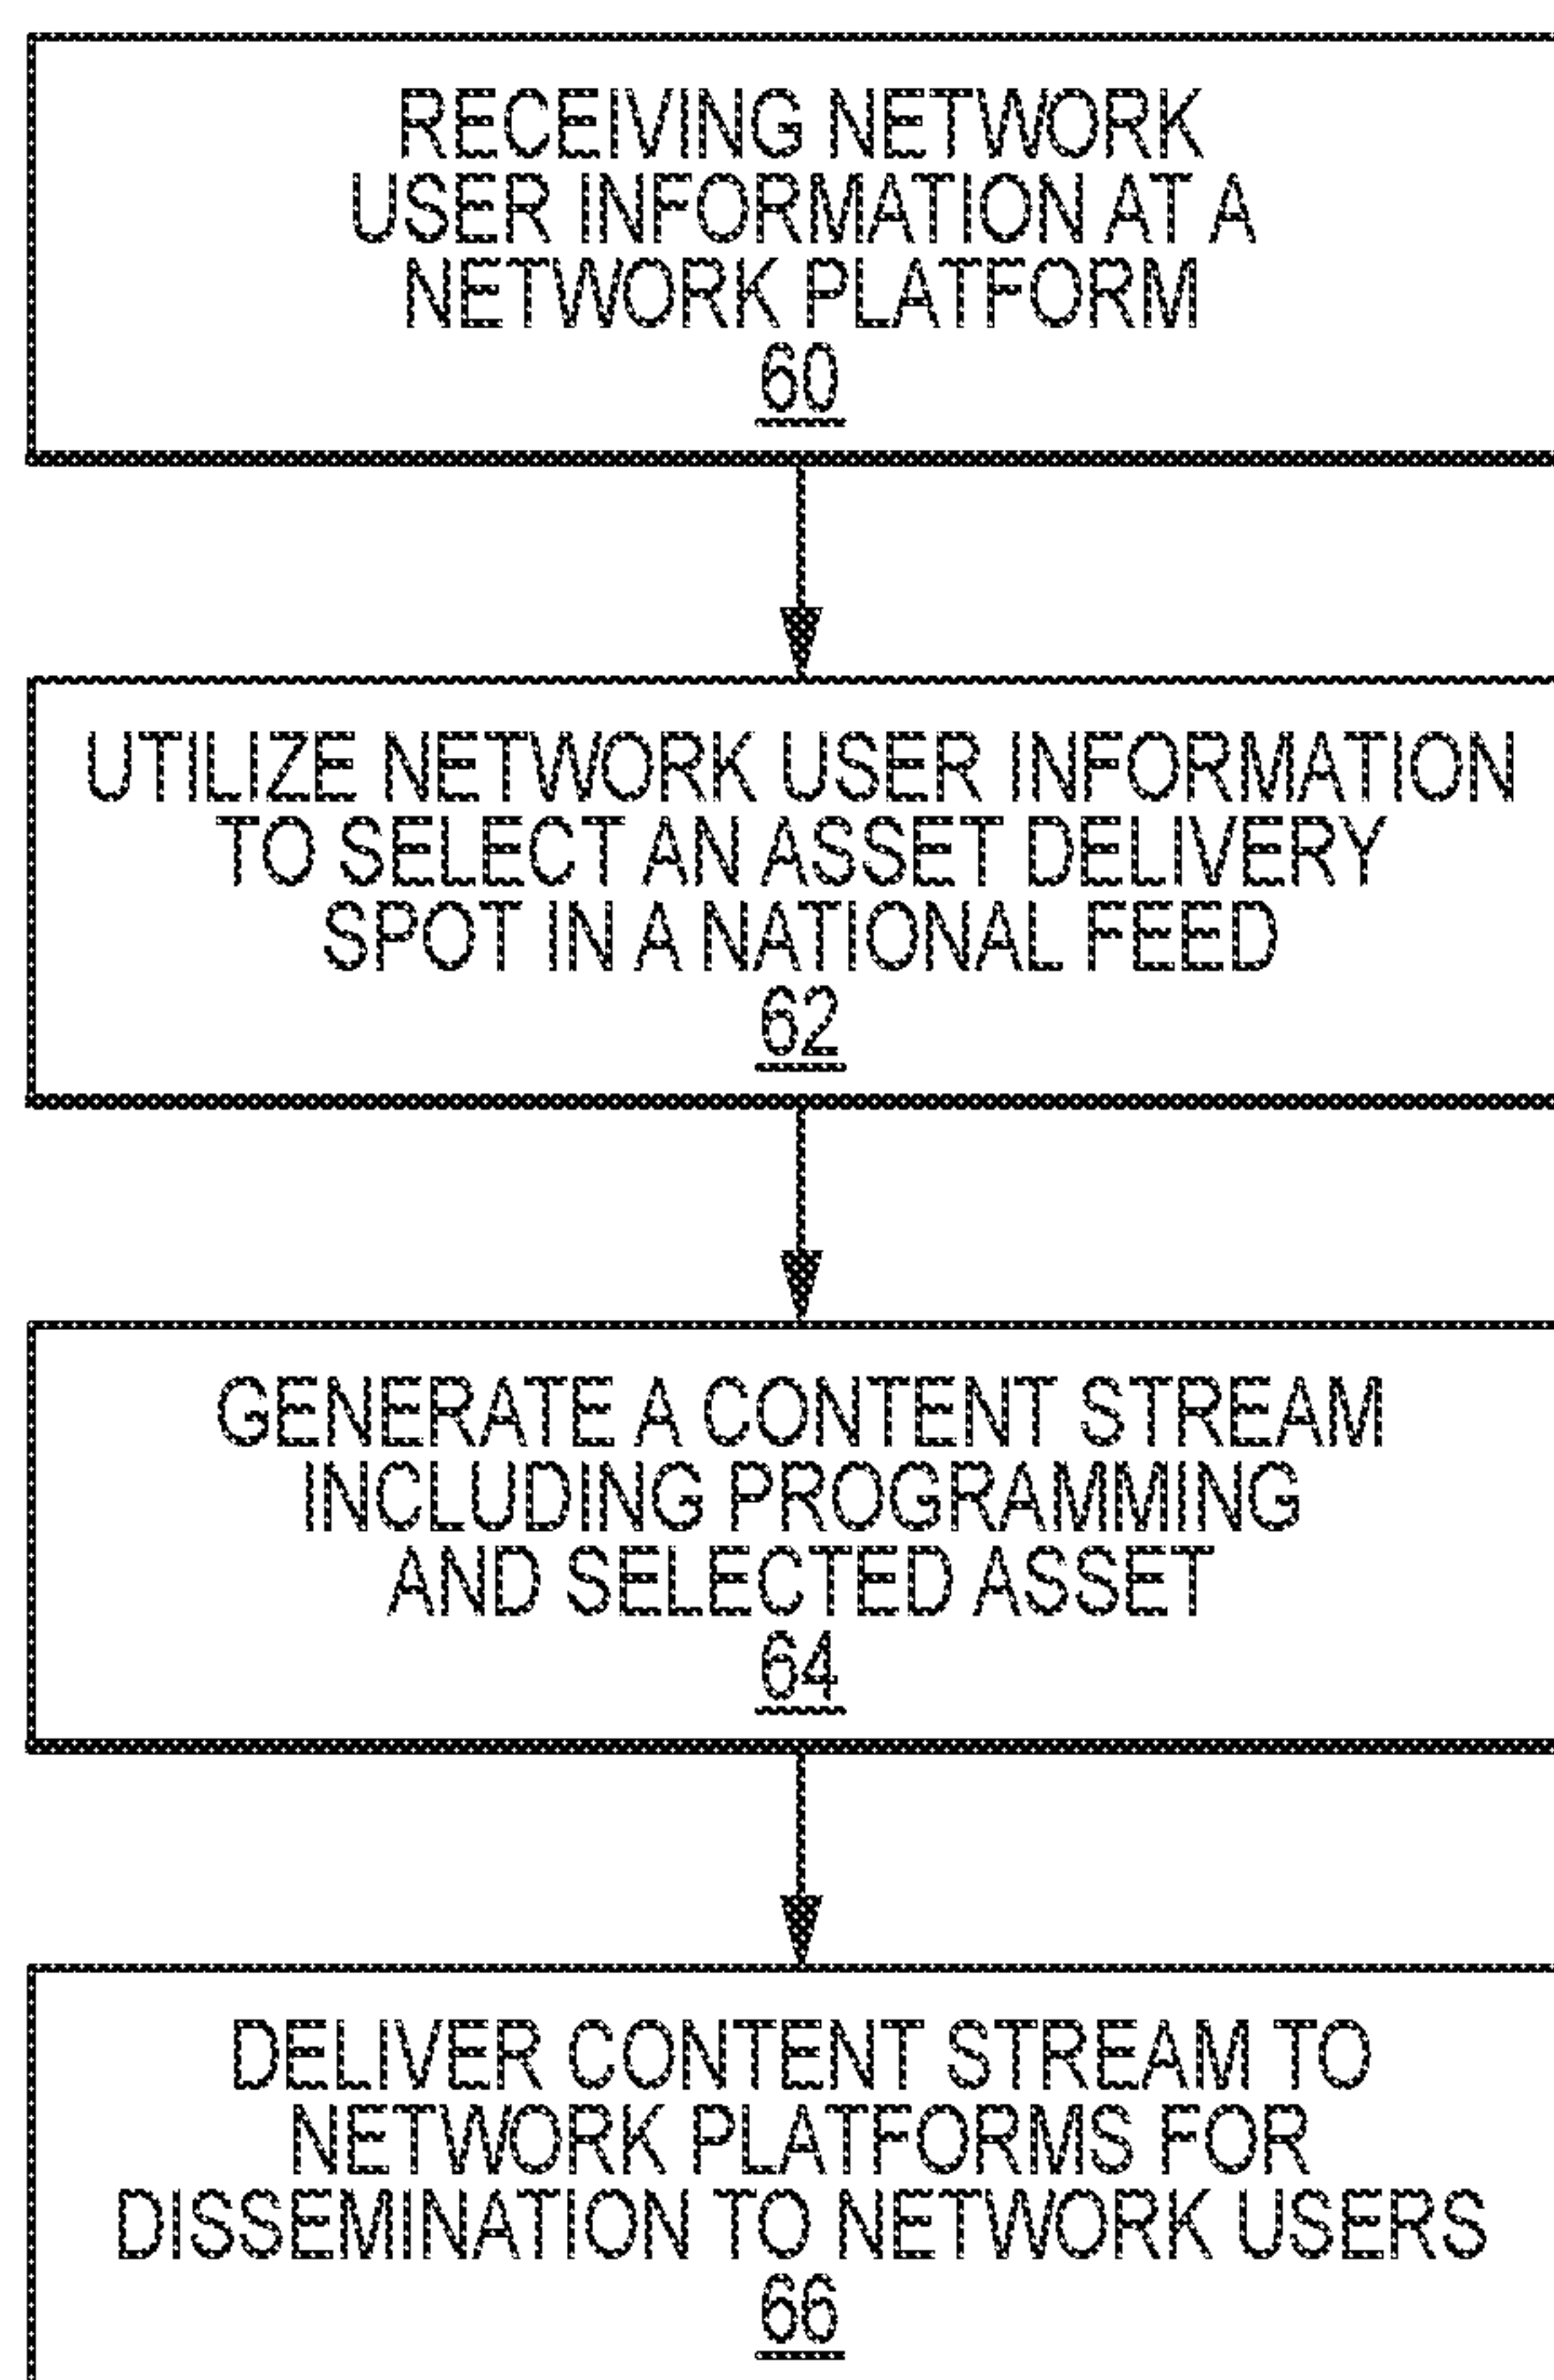 RECEIVING NETWORK
USER INFORMATION AT A
NETWORK PLATFORM
60
UTILIZE NETWORK USER INFORMATION
TO SELECT AN ASSET DELIVERY
SPOT IN A NATIONAL FEED
62
GENERATE A CONTENT STREAM
INCLUDING PROGRAMMING
AND SELECTED ASSET
64
DELIVER CONTENT STREAM TO
NETWORK PLATFORMS FOR
DISSEMINATION TO NETWORK USERS
66